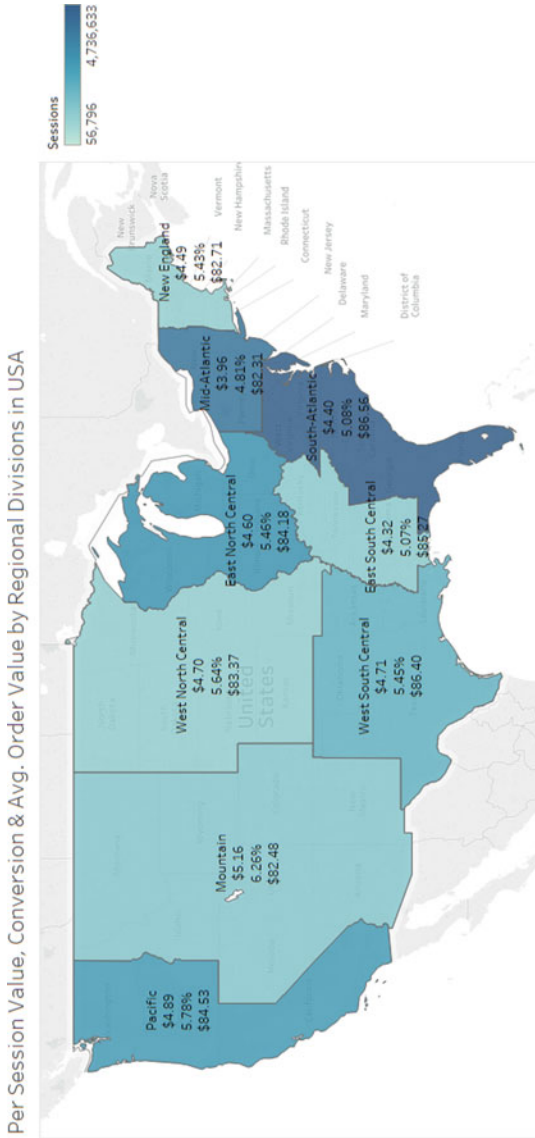 Per Session Value, Conversion & Avg. Order Value by Regional Divisions in USA
Sessions
56,796 4,736,633
Pacific
$4.89
5.78%
$84.53
Mountain
$5.16
6.26%
$82.48
West North Central
$4.70
5.64%
$83.37
United
States
West South Central
$4.71
5.45%
$86.40
East North Central
$4.60
5.46%
$84.18
East South Central
$4.32
5.07%
$85.27
Mid-Atlantic
$3.96
4.81%
$82.31
South-Atlantic
$4.40
5.08%
$86.56
New England
$4.49
5.43%
$82.71
New
Nova
Scotia
Vermont
New Hampshire
Massachusetts
Rhode Island
Connecticut
New Jersey
Delaware
Maryland
District of
Columbia